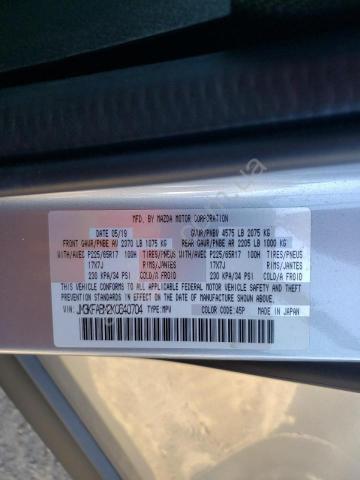 MFD. BY MAZDA MOTOR CORPORATION
DATE 05/19 GVWR/PNBV 4575 LB 2075 KG
FRONT GAWR/PNBE AV 2370 LB 1075 KG REAR GAWR/PNBE AR 2205 LB 1000 KG
WITH/AVEC P225/65R17 100H TIRES/PNEUS WITH/AVEC P225/65R17 100H TIRES/PNEUS
17X7J RIMS/JANTES 17X7J RIMS/JANTES
230 KPA/34 PSI COLD/A FROID 230 KPA/34 PSI COLD/A FROID
THIS VEHICLE CONFORMS TO ALL APPLICABLE FEDERAL MOTOR VEHICLE
SAFETY, BUMPER, AND THEFT PREVENTION STANDARDS IN EFFECT
ON THE DATE OF MANUFACTURE SHOWN ABOVE.
VIN: JM3KFABM2K0640704 TYPE: MPV COLOR CODE: 45P MADE IN JAPAN